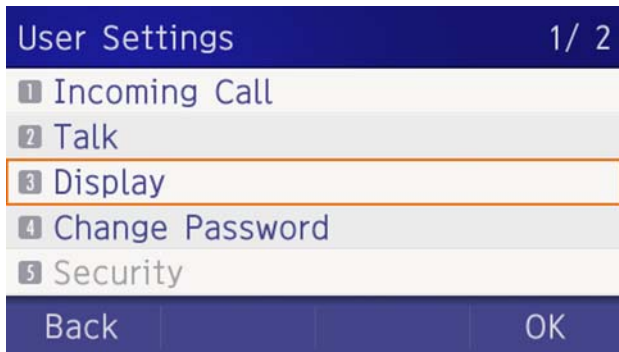 User Settings 1/ 2
1 Incoming Call
2 Talk
3 Display
4 Change Password
5 Security
Back OK